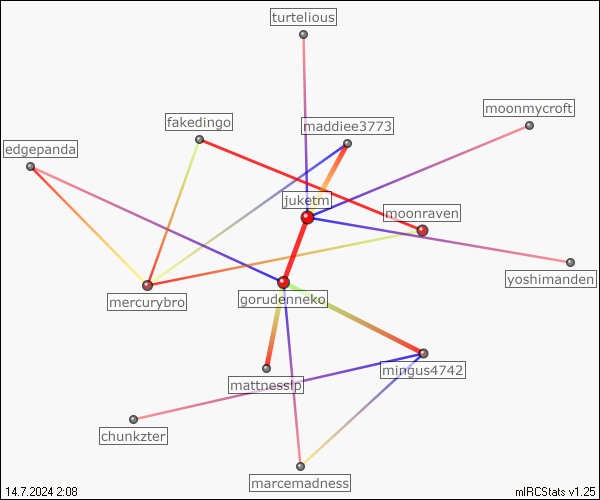 turtelious
moonmycroft
fakedingo
maddiee3773
edgepanda
juketm
moonraven
yoshimanden
mercurybro
gorudenneko
mingus4742
mattnesslp
chunkzter
marcemadness
14.7.2024 2:08
mIRCStats v1.25